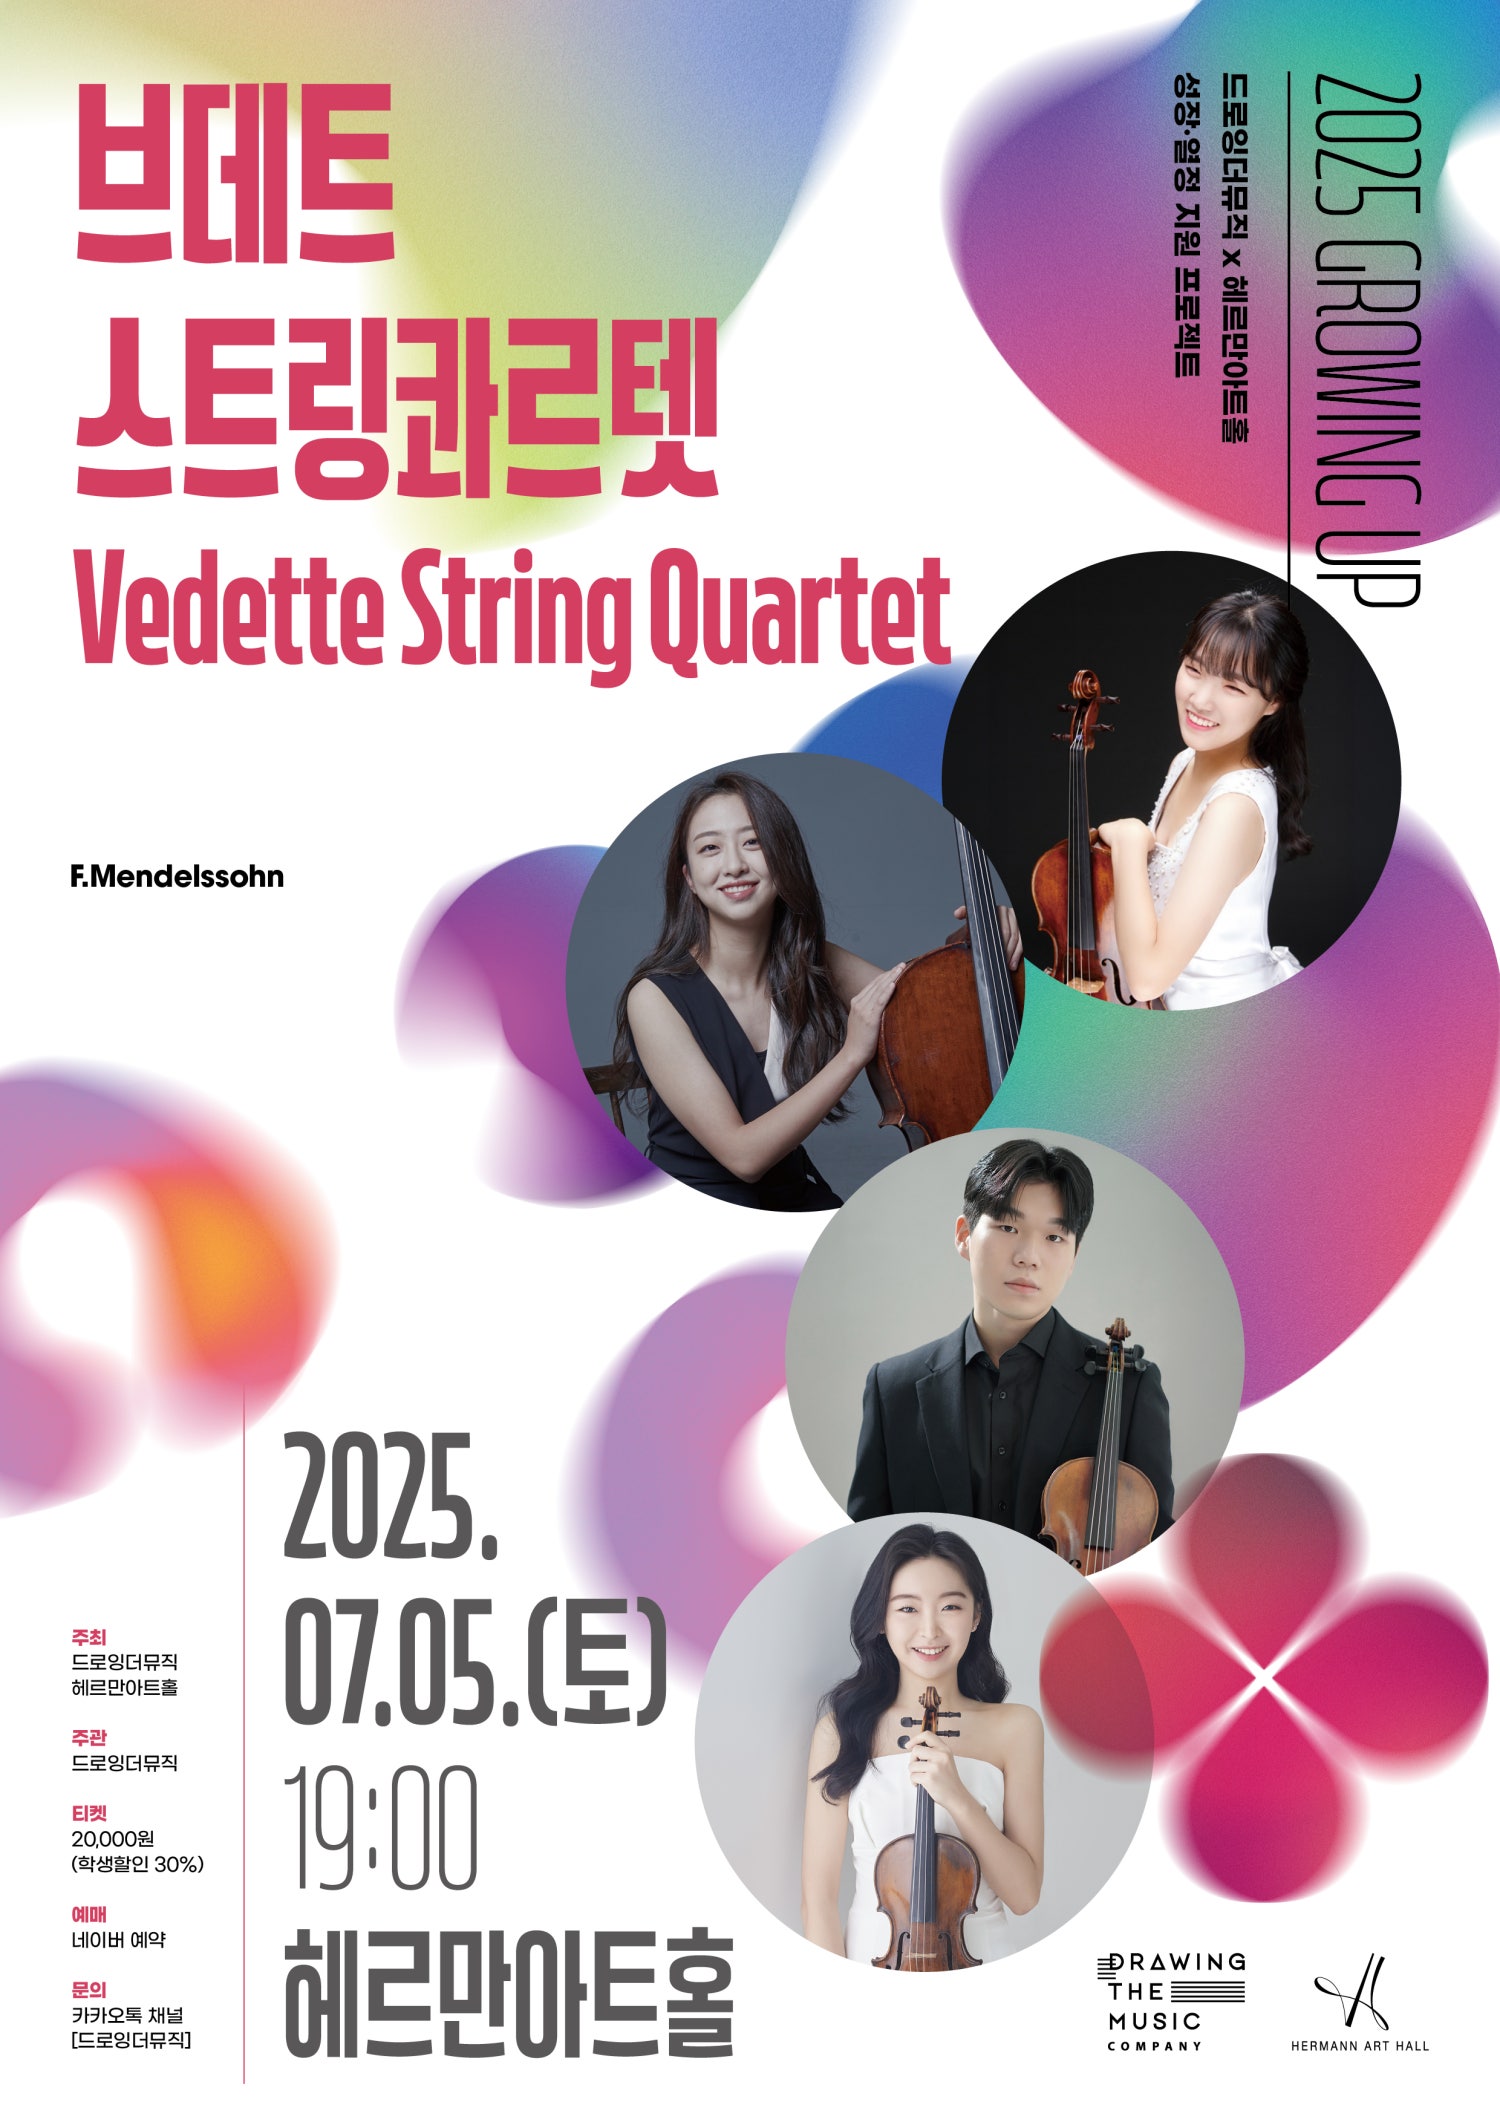 브데트
스트링콰르텟
Vedette String Quartet
2025 GROWING UP
드로잉더뮤직 x 헤르만아트홀
성장·열정 지원 프로젝트
F.Mendelssohn
2025.
07.05.(토)
19:00
헤르만아트홀
주최
드로잉더뮤직
헤르만아트홀
주관
드로잉더뮤직
티켓
20,000원
(학생할인 30%)
예매
네이버 예약
문의
카카오톡 채널
[드로잉더뮤직]
DRAWING
THE
MUSIC
COMPANY
HERMANN ART HALL